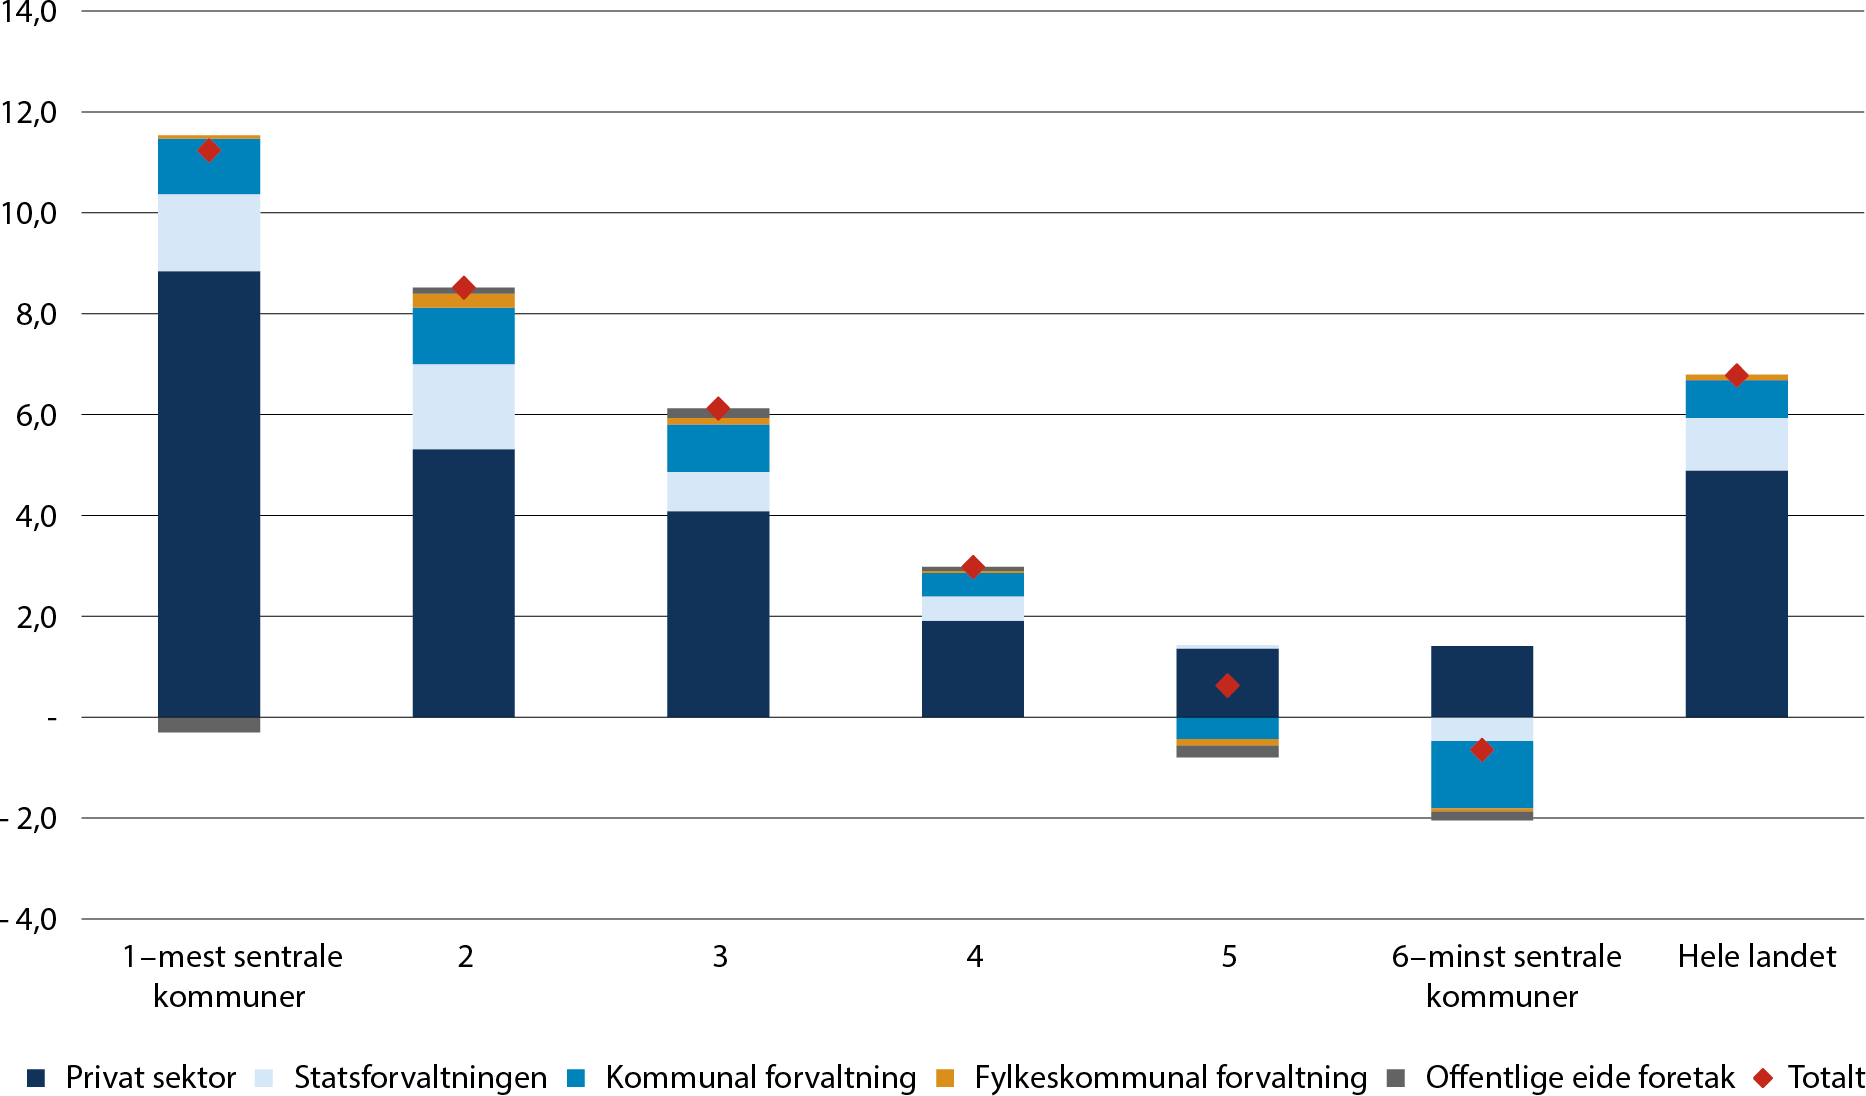 14,0
12,0
10,0
8,0
6,0
4,0
2,0
-
- 2,0
- 4,0
1–mest sentrale kommuner
2
3
4
5
6–minst sentrale kommuner
Hele landet
Privat sektor
Statsforvaltningen
Kommunal forvaltning
Fylkeskommunal forvaltning
Offentlige eide foretak
Totalt